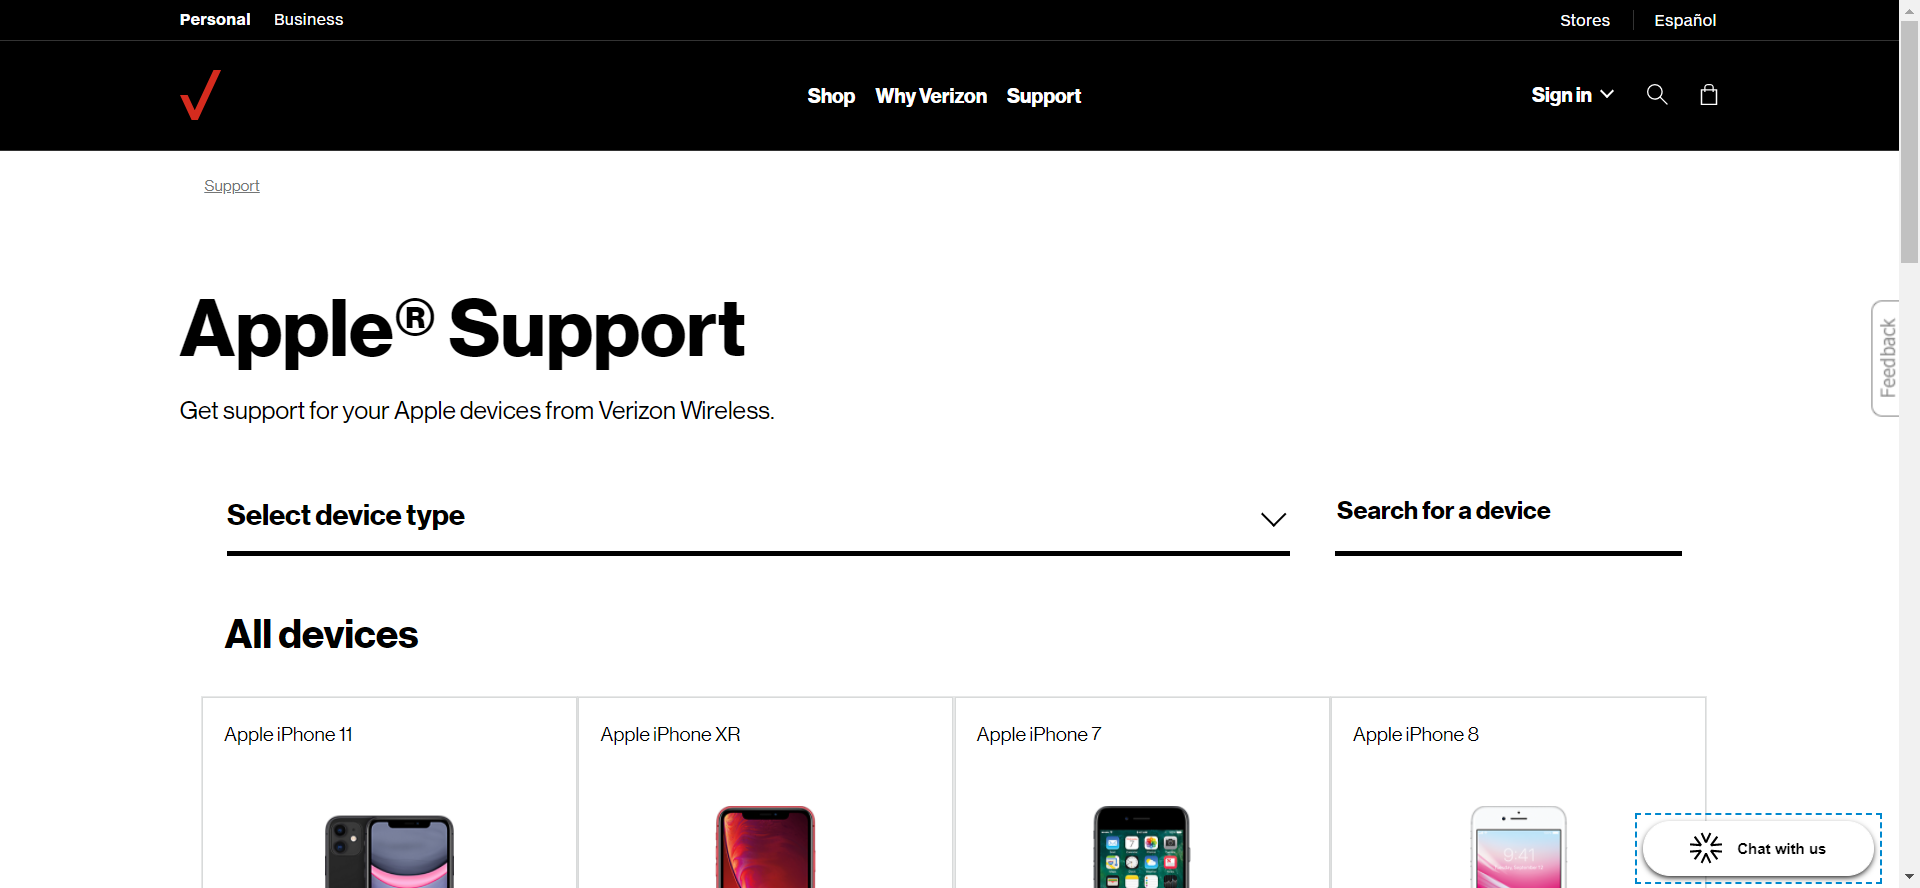 Personal Business Stores Español
Shop Why Verizon Support Sign in
Support
Apple® Support
Get support for your Apple devices from Verizon Wireless.
Select device type Search for a device
All devices
Apple iPhone 11 Apple iPhone XR Apple iPhone 7 Apple iPhone 8
9:41
Chat with us
Feedback